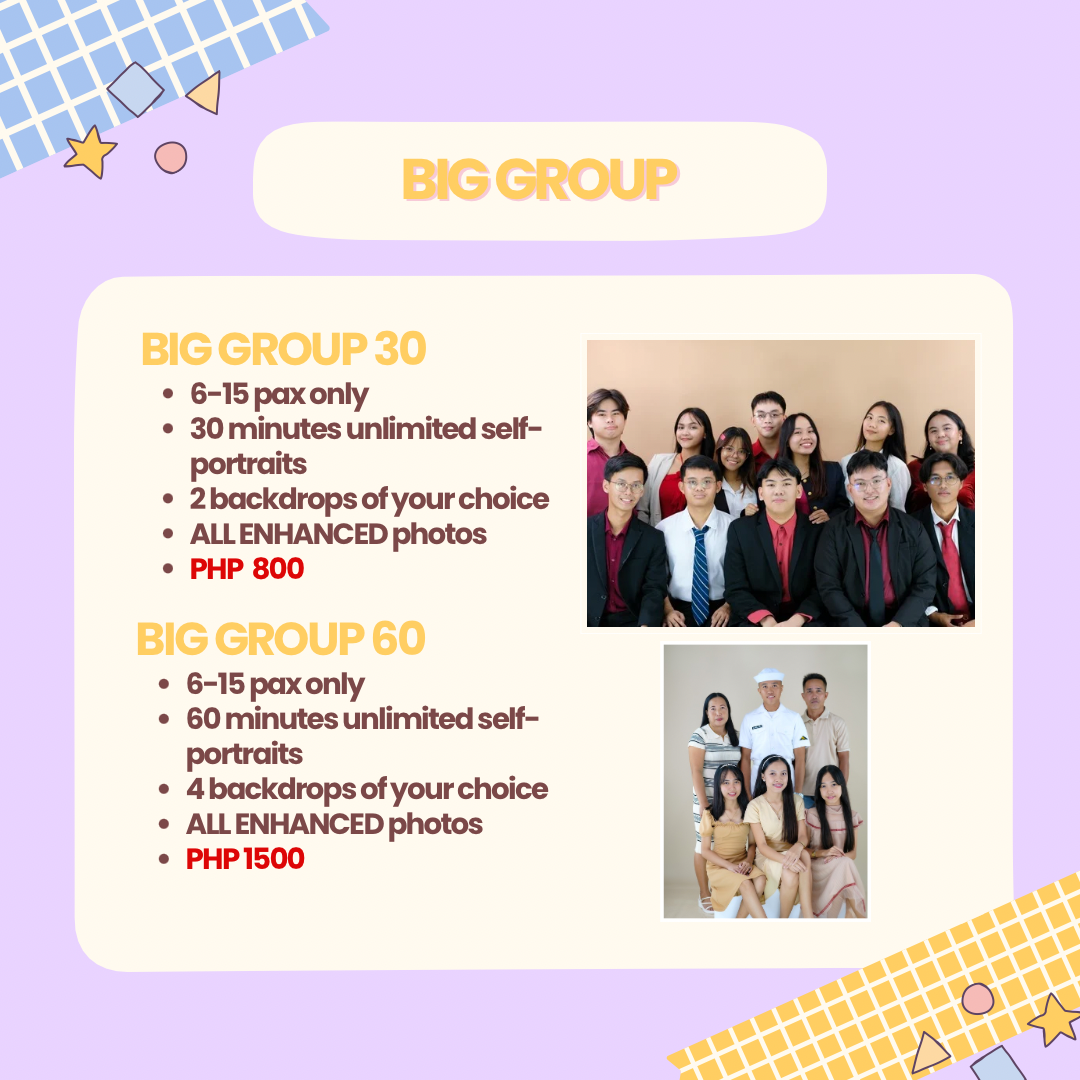 BIG GROUP
BIG GROUP 30
6-15 pax only
30 minutes unlimited self-
portraits
2 backdrops of your choice
ALL ENHANCED photos
PHP 800
BIG GROUP 60
6-15 pax only
60 minutes unlimited self-
portraits
4 backdrops of your choice
ALL ENHANCED photos
PHP 1500